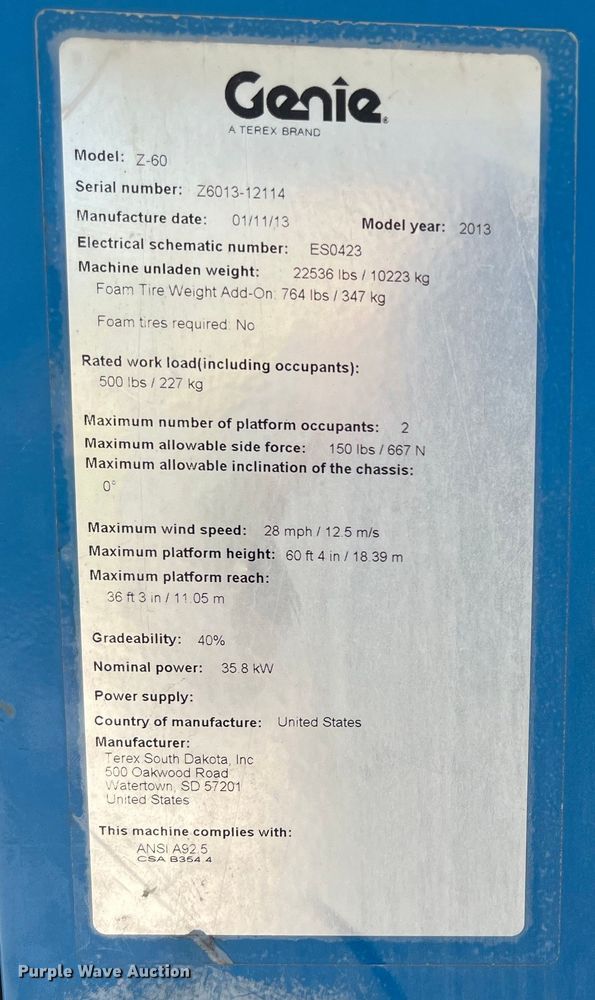 Genie
A TEREX BRAND
Model: Z-60
Serial number: Z6013-12114
Manufacture date: 01/11/13 Model year: 2013
Electrical schematic number: ES0423
Machine unladen weight: 22536 lbs / 10223 kg
Foam Tire Weight Add-On: 764 lbs / 347 kg
Foam tires required: No
Rated work load(including occupants):
500 lbs / 227 kg
Maximum number of platform occupants: 2
Maximum allowable side force: 150 lbs / 667 N
Maximum allowable inclination of the chassis:
0°
Maximum wind speed: 28 mph / 12.5 m/s
Maximum platform height: 60 ft 4 in / 18.39 m
Maximum platform reach:
36 ft 3 in / 11.05 m
Gradeability: 40%
Nominal power: 35.8 kW
Power supply:
Country of manufacture: United States
Manufacturer:
Terex South Dakota, Inc
500 Oakwood Road
Watertown, SD 57201
United States
This machine complies with:
ANSI A92.5
CSA B354.4
Purple Wave Auction